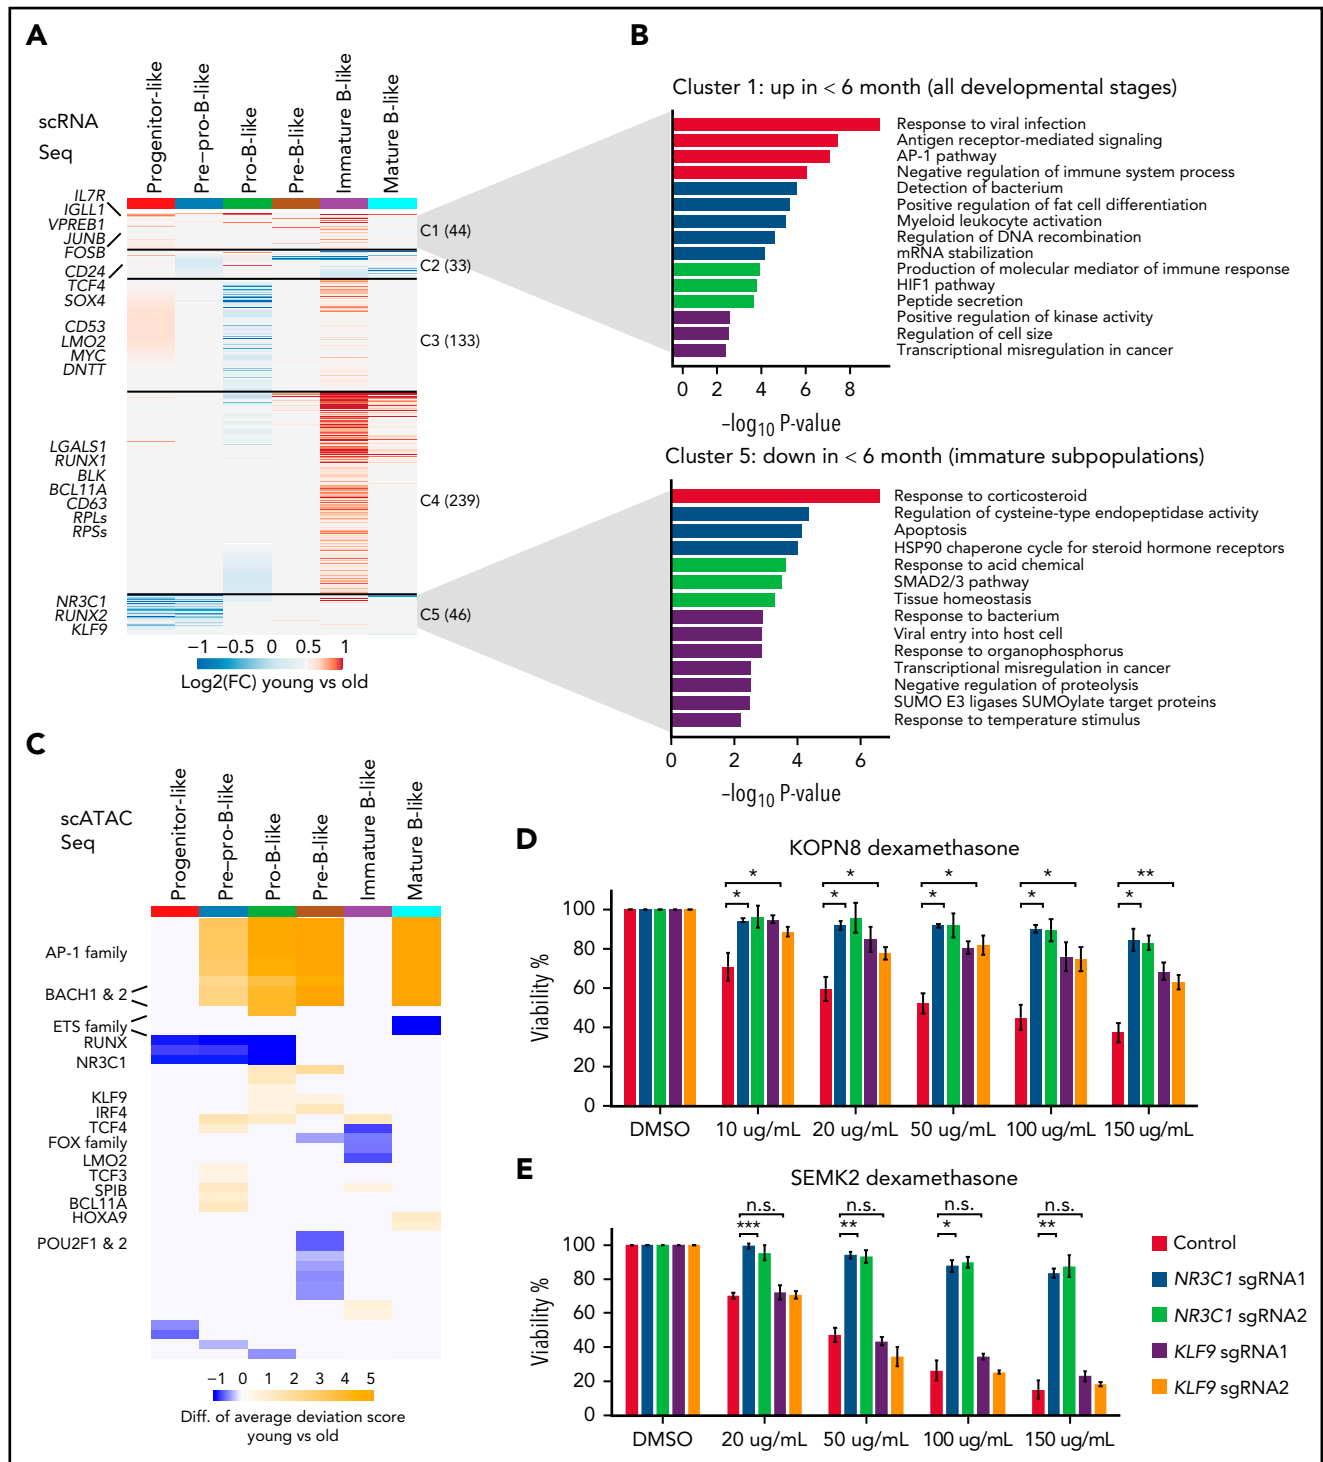 A
scRNA
Seq
Progenitor-like
Pre–pro-B-like
Pro-B-like
Pre-B-like
Immature B-like
Mature B-like
IL7R
IGLL1
VPREB1
JUNB
FOSB
CD24
TCF4
SOX4
CD53
LMO2
MYC
DNTT
LGALS1
RUNX1
BLK
BCL11A
CD63
RPLs
RPSs
NR3C1
RUNX2
KLF9
C1 (44)
C2 (33)
C3 (133)
C4 (239)
C5 (46)
−1 −0.5 0 0.5 1
Log2(FC) young vs old
B
Cluster 1: up in < 6 month (all developmental stages)
Response to viral infection
Antigen receptor-mediated signaling
AP-1 pathway
Negative regulation of immune system process
Detection of bacterium
Positive regulation of fat cell differentiation
Myeloid leukocyte activation
Regulation of DNA recombination
mRNA stabilization
Production of molecular mediator of immune response
HIF1 pathway
Peptide secretion
Positive regulation of kinase activity
Regulation of cell size
Transcriptional misregulation in cancer
0 2 4 6 8
–log10 P-value
Cluster 5: down in < 6 month (immature subpopulations)
Response to corticosteroid
Regulation of cysteine-type endopeptidase activity
Apoptosis
HSP90 chaperone cycle for steroid hormone receptors
Response to acid chemical
SMAD2/3 pathway
Tissue homeostasis
Response to bacterium
Viral entry into host cell
Response to organophosphorus
Transcriptional misregulation in cancer
Negative regulation of proteolysis
SUMO E3 ligases SUMOylate target proteins
Response to temperature stimulus
0 2 4 6
–log10 P-value
C
scATAC
Seq
Progenitor-like
Pre–pro-B-like
Pro-B-like
Pre-B-like
Immature B-like
Mature B-like
AP-1 family
BACH1 & 2
ETS family
RUNX
NR3C1
KLF9
IRF4
TCF4
FOX family
LMO2
TCF3
SPIB
BCL11A
HOXA9
POU2F1 & 2
−1 0 1 2 3 4 5
Diff. of average deviation score
young vs old
D
KOPN8 dexamethasone
* * * * * * * * * **
Viability %
100
80
60
40
20
0
DMSO 10 ug/mL 20 ug/mL 50 ug/mL 100 ug/mL 150 ug/mL
E
SEMK2 dexamethasone
n.s. n.s. n.s. n.s.
*** ** * **
Viability %
100
80
60
40
20
0
DMSO 20 ug/mL 50 ug/mL 100 ug/mL 150 ug/mL
Control
NR3C1 sgRNA1
NR3C1 sgRNA2
KLF9 sgRNA1
KLF9 sgRNA2